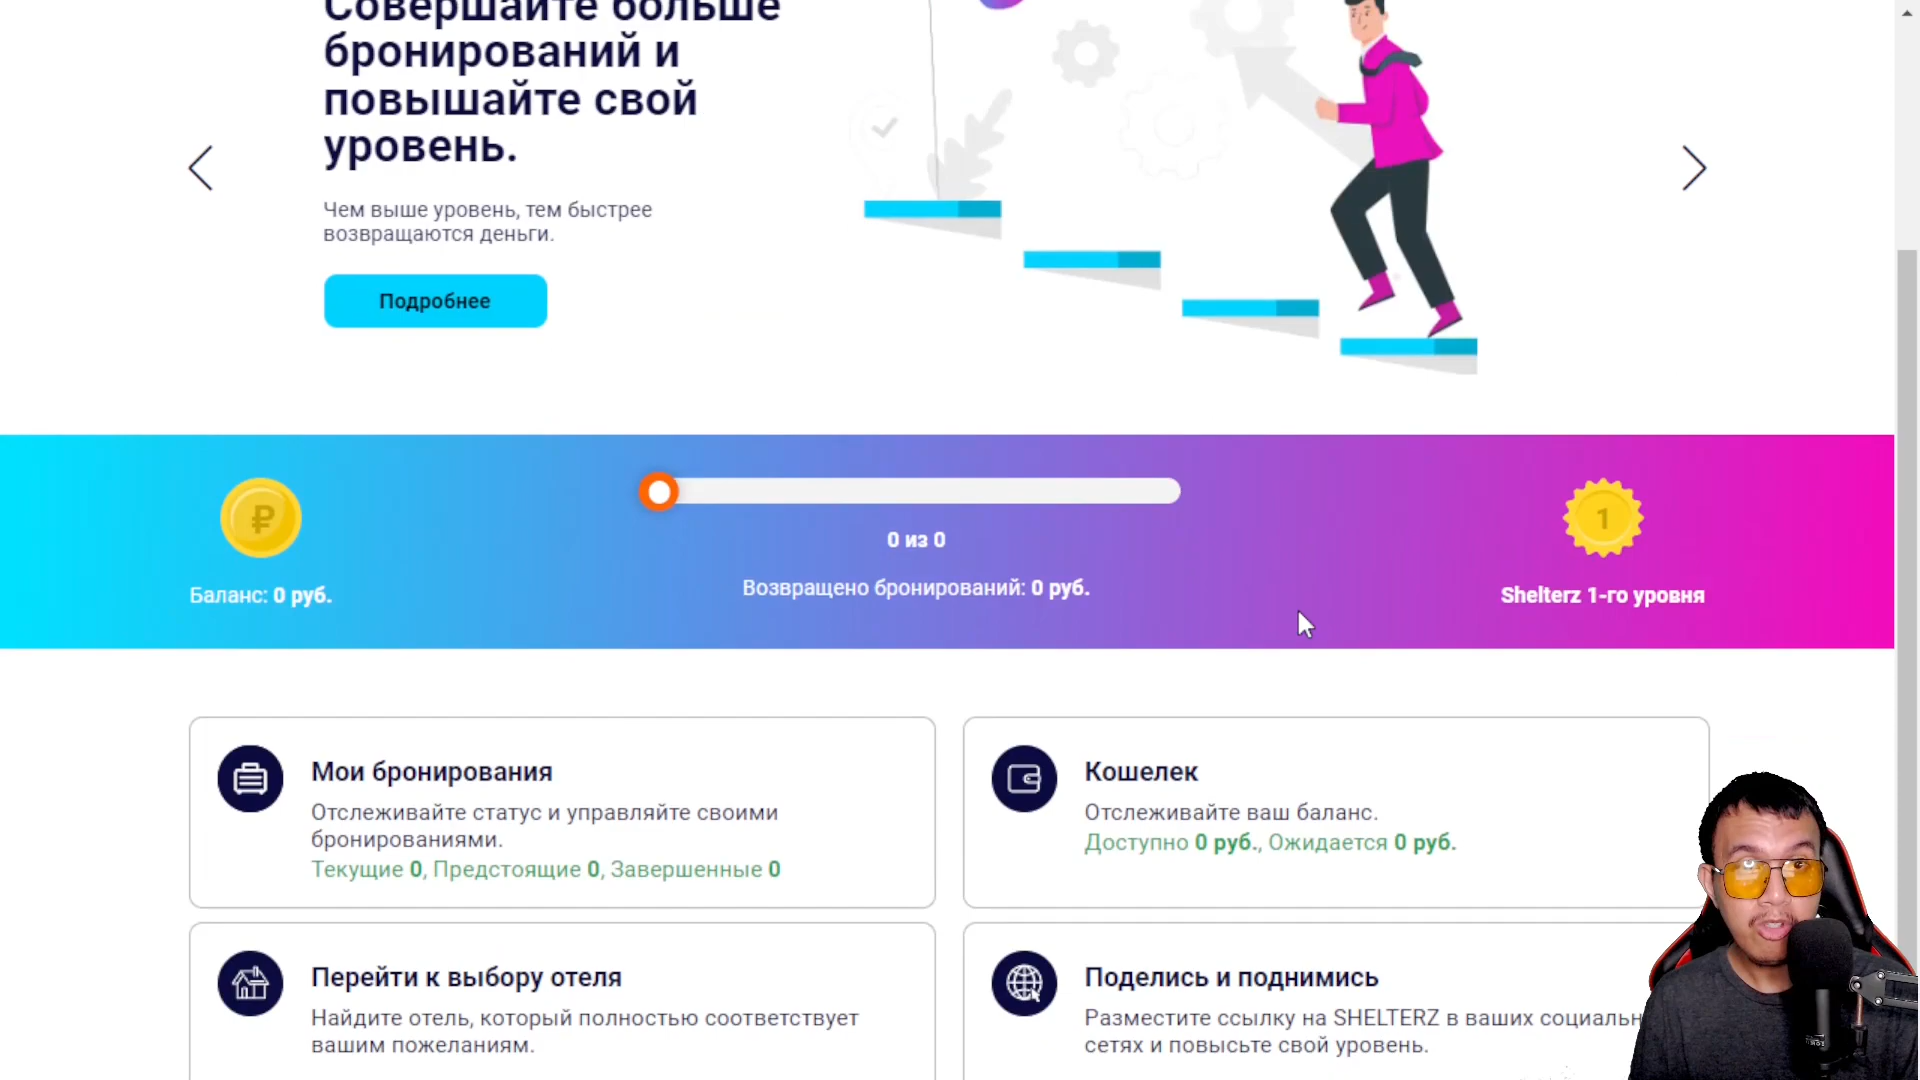 Совершайте больше
бронирований и
повышайте свой
уровень.
Чем выше уровень, тем быстрее
возвращаются деньги.
Подробнее
₽
1
0 из 0
Баланс: 0 руб.
Возвращено бронирований: 0 руб.
Shelterz 1-го уровня
Мои бронирования
Отслеживайте статус и управляйте своими
бронированиями.
Текущие 0, Предстоящие 0, Завершенные 0
Кошелек
Отслеживайте ваш баланс.
Доступно 0 руб., Ожидается 0 руб.
Перейти к выбору отеля
Найдите отель, который полностью соответствует
вашим пожеланиям.
Поделись и поднимись
Разместите ссылку на SHELTERZ в ваших
сетях и повысьте свой уровень.